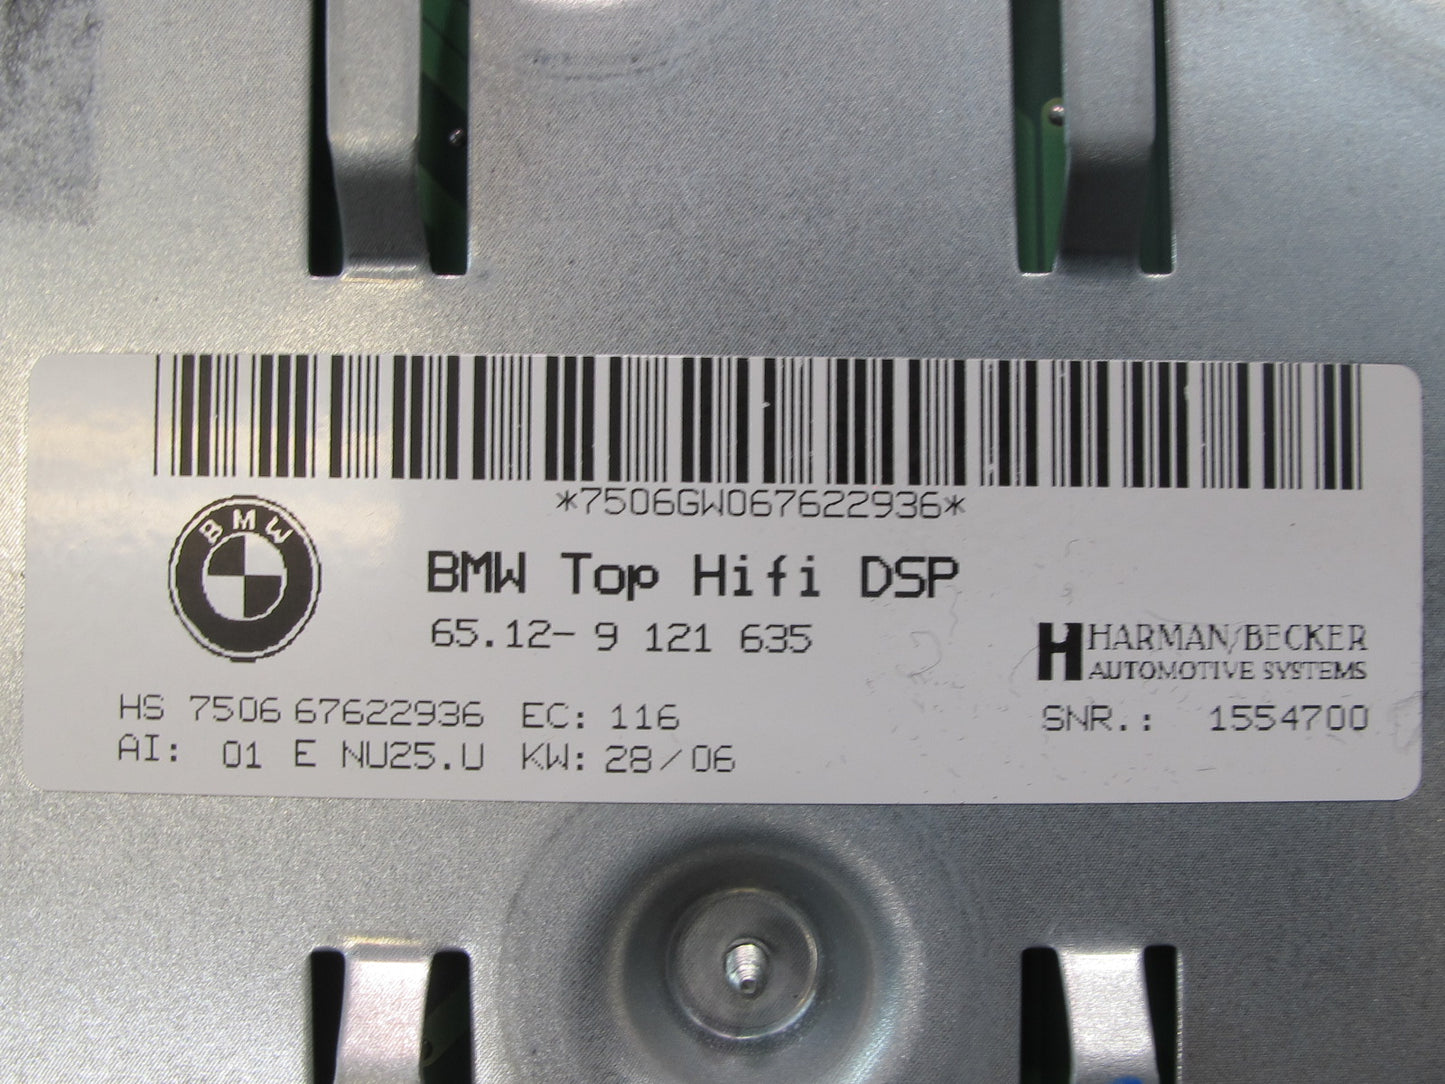 *7506GW067622936*
BMW
BMW Top Hifi DSP
65.12- 9 121 635
HARMAN/BECKER
AUTOMOTIVE SYSTEMS
HS 7506 67622936 EC: 116
SNR.: 1554700
AI: 01 E NU25.U KW: 28/06